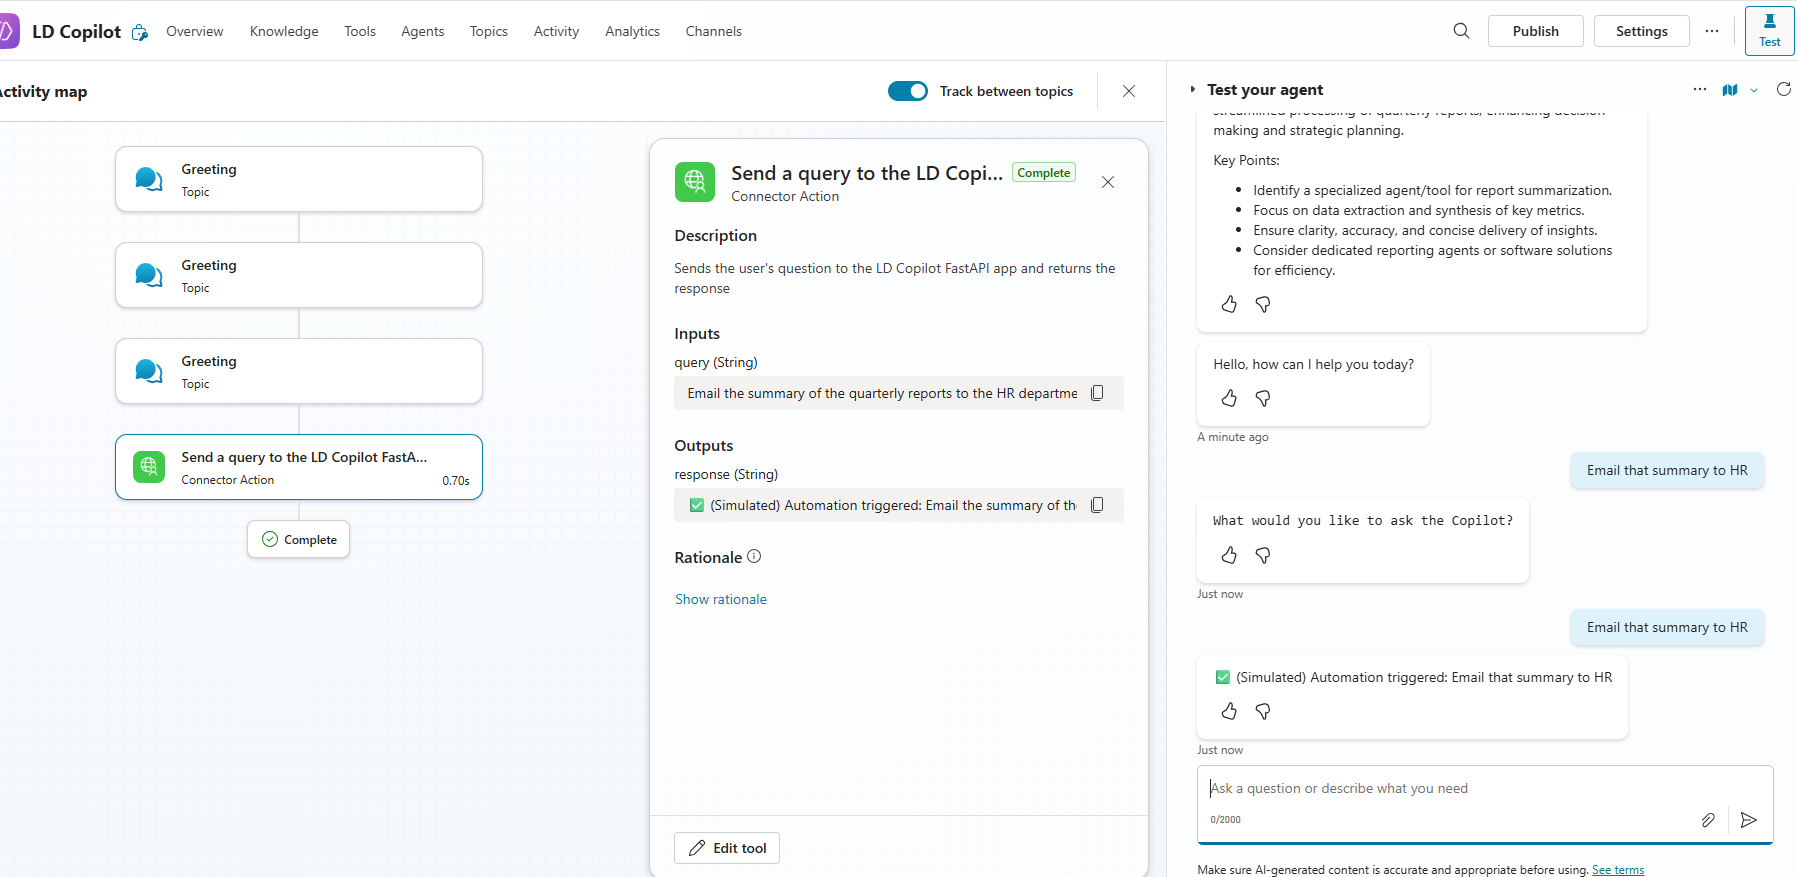 LD Copilot
Overview
Knowledge
Tools
Agents
Topics
Activity
Analytics
Channels
Publish
Settings
Test
Activity map
Track between topics
Greeting
Topic
Greeting
Topic
Greeting
Topic
Send a query to the LD Copilot FastA...
Connector Action
0.70s
Complete
Send a query to the LD Copi...
Complete
Connector Action
Description
Sends the user's question to the LD Copilot FastAPI app and returns the
response
Inputs
query (String)
Email the summary of the quarterly reports to the HR departme
Outputs
response (String)
✅ (Simulated) Automation triggered: Email the summary of th
Rationale
Show rationale
Edit tool
Test your agent
streamlined processing of quarterly reports, enhancing decision
making and strategic planning.
Key Points:
• Identify a specialized agent/tool for report summarization.
• Focus on data extraction and synthesis of key metrics.
• Ensure clarity, accuracy, and concise delivery of insights.
• Consider dedicated reporting agents or software solutions
for efficiency.
Hello, how can I help you today?
A minute ago
Email that summary to HR
What would you like to ask the Copilot?
Just now
Email that summary to HR
✅ (Simulated) Automation triggered: Email that summary to HR
Just now
Ask a question or describe what you need
0/2000
Make sure AI-generated content is accurate and appropriate before using. See terms